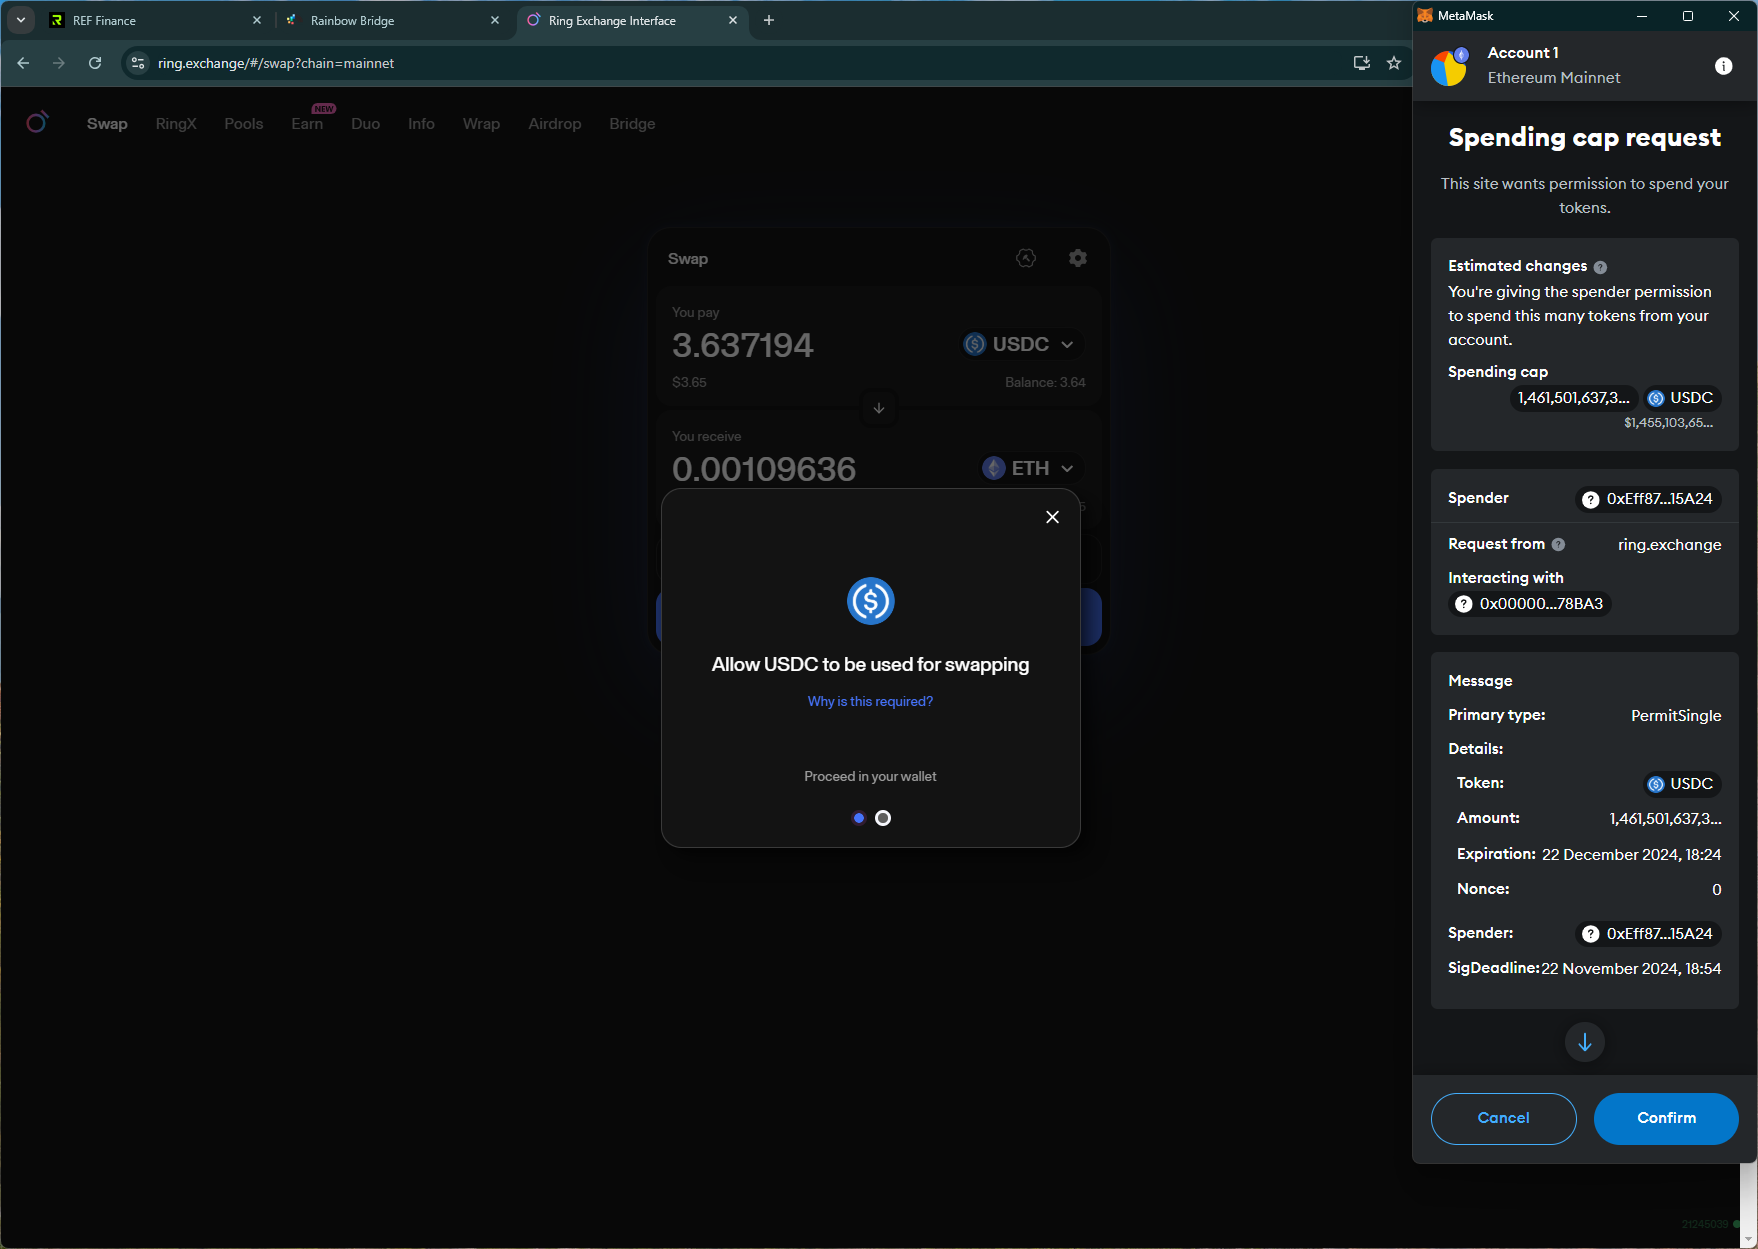 REF Finance
Rainbow Bridge
Ring Exchange Interface
ring.exchange/#/swap?chain=mainnet
Swap
RingX
Pools
Earn
NEW
Duo
Info
Wrap
Airdrop
Bridge
Swap
You pay
3.637194
USDC
$3.65
Balance: 3.64
You receive
0.00109636
ETH
Allow USDC to be used for swapping
Why is this required?
Proceed in your wallet
21245039
MetaMask
Account 1
Ethereum Mainnet
Spending cap request
This site wants permission to spend your
tokens.
Estimated changes
You're giving the spender permission
to spend this many tokens from your
account.
Spending cap
1,461,501,637,3...
USDC
$1,455,103,65...
Spender
0xEff87...15A24
Request from
ring.exchange
Interacting with
0x00000...78BA3
Message
Primary type:
PermitSingle
Details:
Token:
USDC
Amount:
1,461,501,637,3...
Expiration:
22 December 2024, 18:24
Nonce:
0
Spender:
0xEff87...15A24
SigDeadline:
22 November 2024, 18:54
Cancel
Confirm